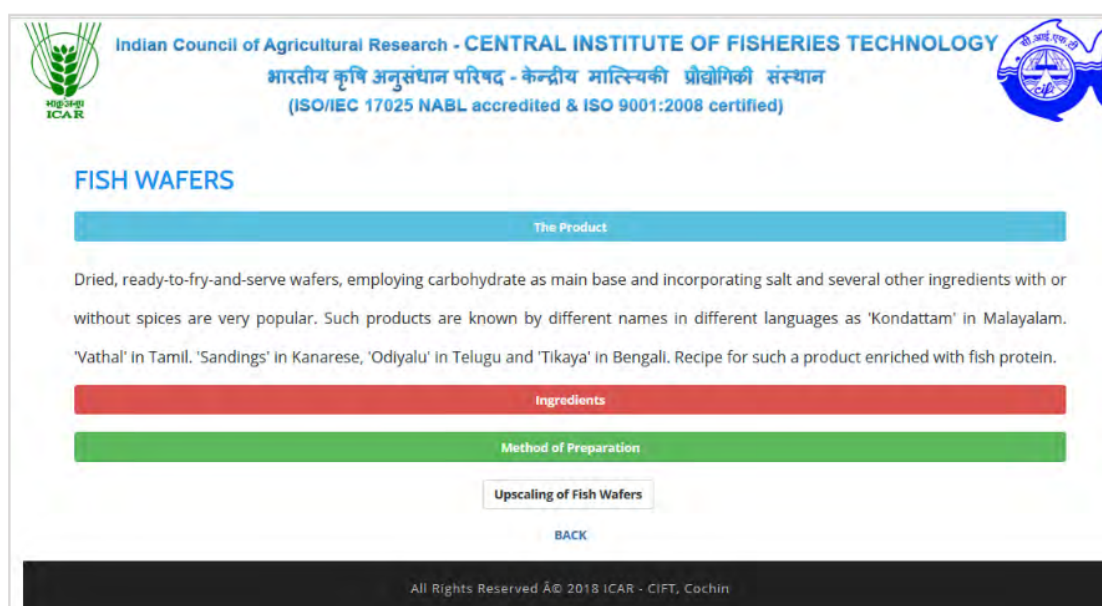 Indian Council of Agricultural Research - CENTRAL INSTITUTE OF FISHERIES TECHNOLOGY
भारतीय कृषि अनुसंधान परिषद - केन्द्रीय मात्स्यिकी प्रौद्योगिकी संस्थान
(ISO/IEC 17025 NABL accredited & ISO 9001:2008 certified)
भाकृअनुप
ICAR
सी.आई.एफ.टी
cift
FISH WAFERS
The Product
Dried, ready-to-fry-and-serve wafers, employing carbohydrate as main base and incorporating salt and several other ingredients with or
without spices are very popular. Such products are known by different names in different languages as 'Kondattam' in Malayalam.
'Vathal' in Tamil. 'Sandings' in Kanarese, 'Odiyalu' in Telugu and 'Tikaya' in Bengali. Recipe for such a product enriched with fish protein.
Ingredients
Method of Preparation
Upscaling of Fish Wafers
BACK
All Rights Reserved Â© 2018 ICAR - CIFT, Cochin